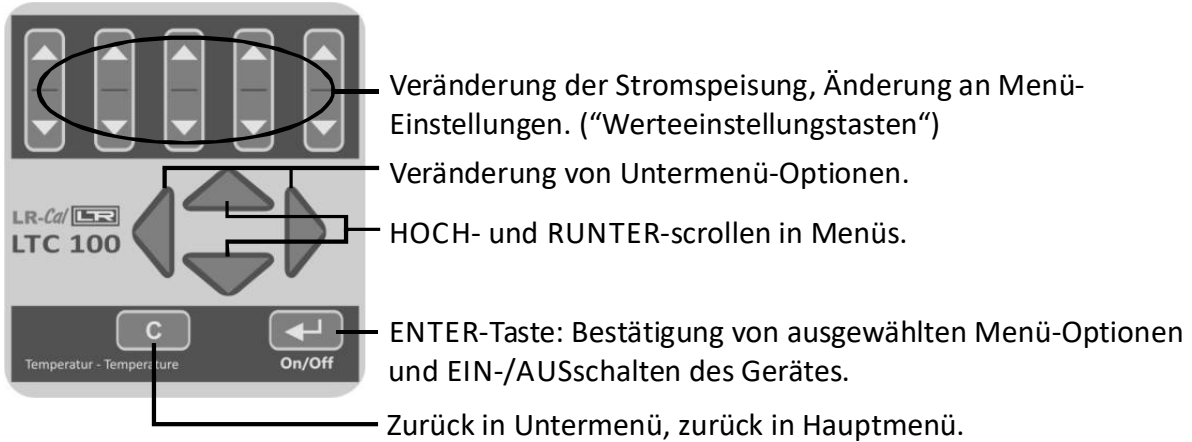 Veränderung der Stromspeisung, Änderung an Menü-
Einstellungen. (“Werteeinstellungstasten“)
Veränderung von Untermenü-Optionen.
LR-Cal LR
LTC 100
HOCH- und RUNTER-scrollen in Menüs.
C
ENTER-Taste: Bestätigung von ausgewählten Menü-Optionen
Temperatur - Temperature
On/Off
und EIN-/AUSschalten des Gerätes.
Zurück in Untermenü, zurück in Hauptmenü.